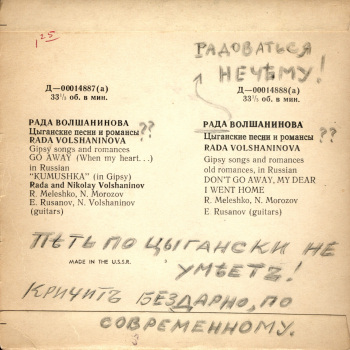 1 25
РАДОВАТЬСЯ
НЕЧѢМУ!
Д—00014887(а)
33⅓ об. в мин.
РАДА ВОЛШАНИНОВА
Цыганские песни и романсы ??
RADA VOLSHANINOVA
Gipsy songs and romances
GO AWAY (When my heart...)
in Russian
"KUMUSHKA" (in Gipsy)
Rada and Nikolay Volshaninov
R. Meleshko, N. Morozov
E. Rusanov, N. Volshaninov
(guitars)
Д—00014888(а)
33⅓ об. в мин.
РАДА ВОЛШАНИНОВА
Цыганские песни и романсы ??
RADA VOLSHANINOVA
Gipsy songs and romances
old romances, in Russian
DON'T GO AWAY, MY DEAR
I WENT HOME
R. Meleshko, N. Morozov
E. Rusanov (guitars)
ПѢТЬ ПО ЦЫГАНСКИ НЕ
УМѢЕТЪ!
MADE IN THE U.S.S.R.
КРИЧИТЪ БЕЗДАРНО, ПО
СОВРЕМЕННОМУ.
3